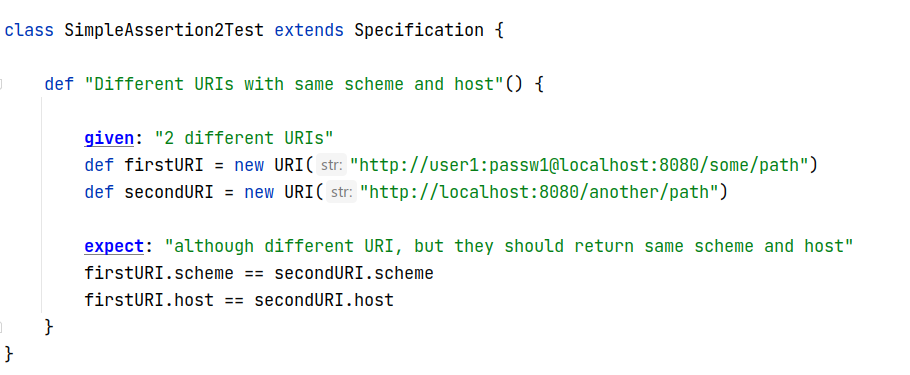 class SimpleAssertion2Test extends Specification {
def "Different URIs with same scheme and host"() {
given: "2 different URIs"
def firstURI = new URI( str: "http://user1:passw1@localhost:8080/some/path")
def secondURI = new URI( str: "http://localhost:8080/another/path")
expect: "although different URI, but they should return same scheme and host"
firstURI.scheme == secondURI.scheme
firstURI.host == secondURI.host
}
}